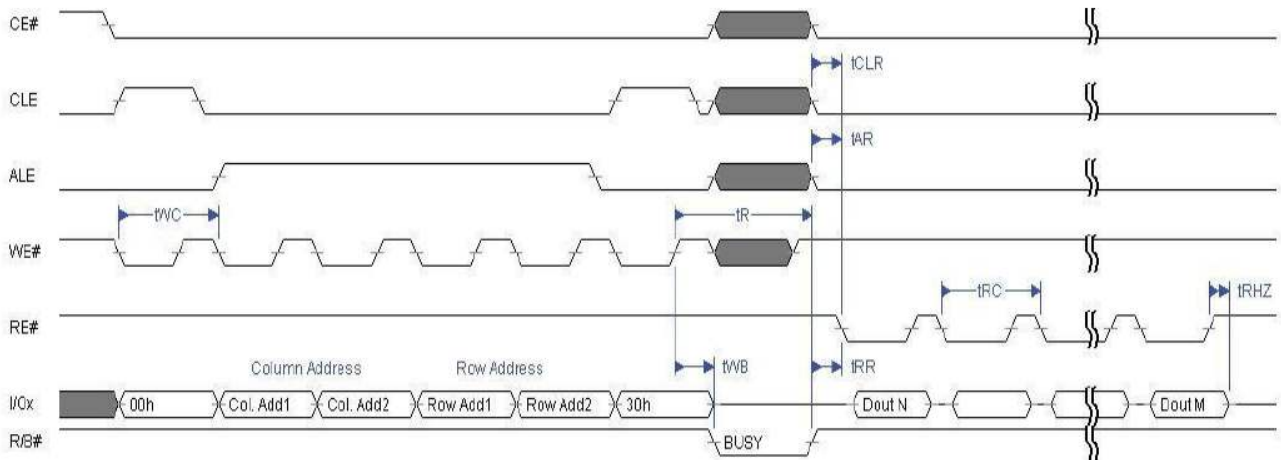 CE#
tCLR
CLE
tAR
ALE
tWC
tR
WE#
tRC
tRHZ
RE#
Column Address
Row Address
tWB
tRR
I/Ox
00h
Col. Add1
Col. Add2
Row Add1
Row Add2
30h
Dout N
Dout M
R/B#
BUSY